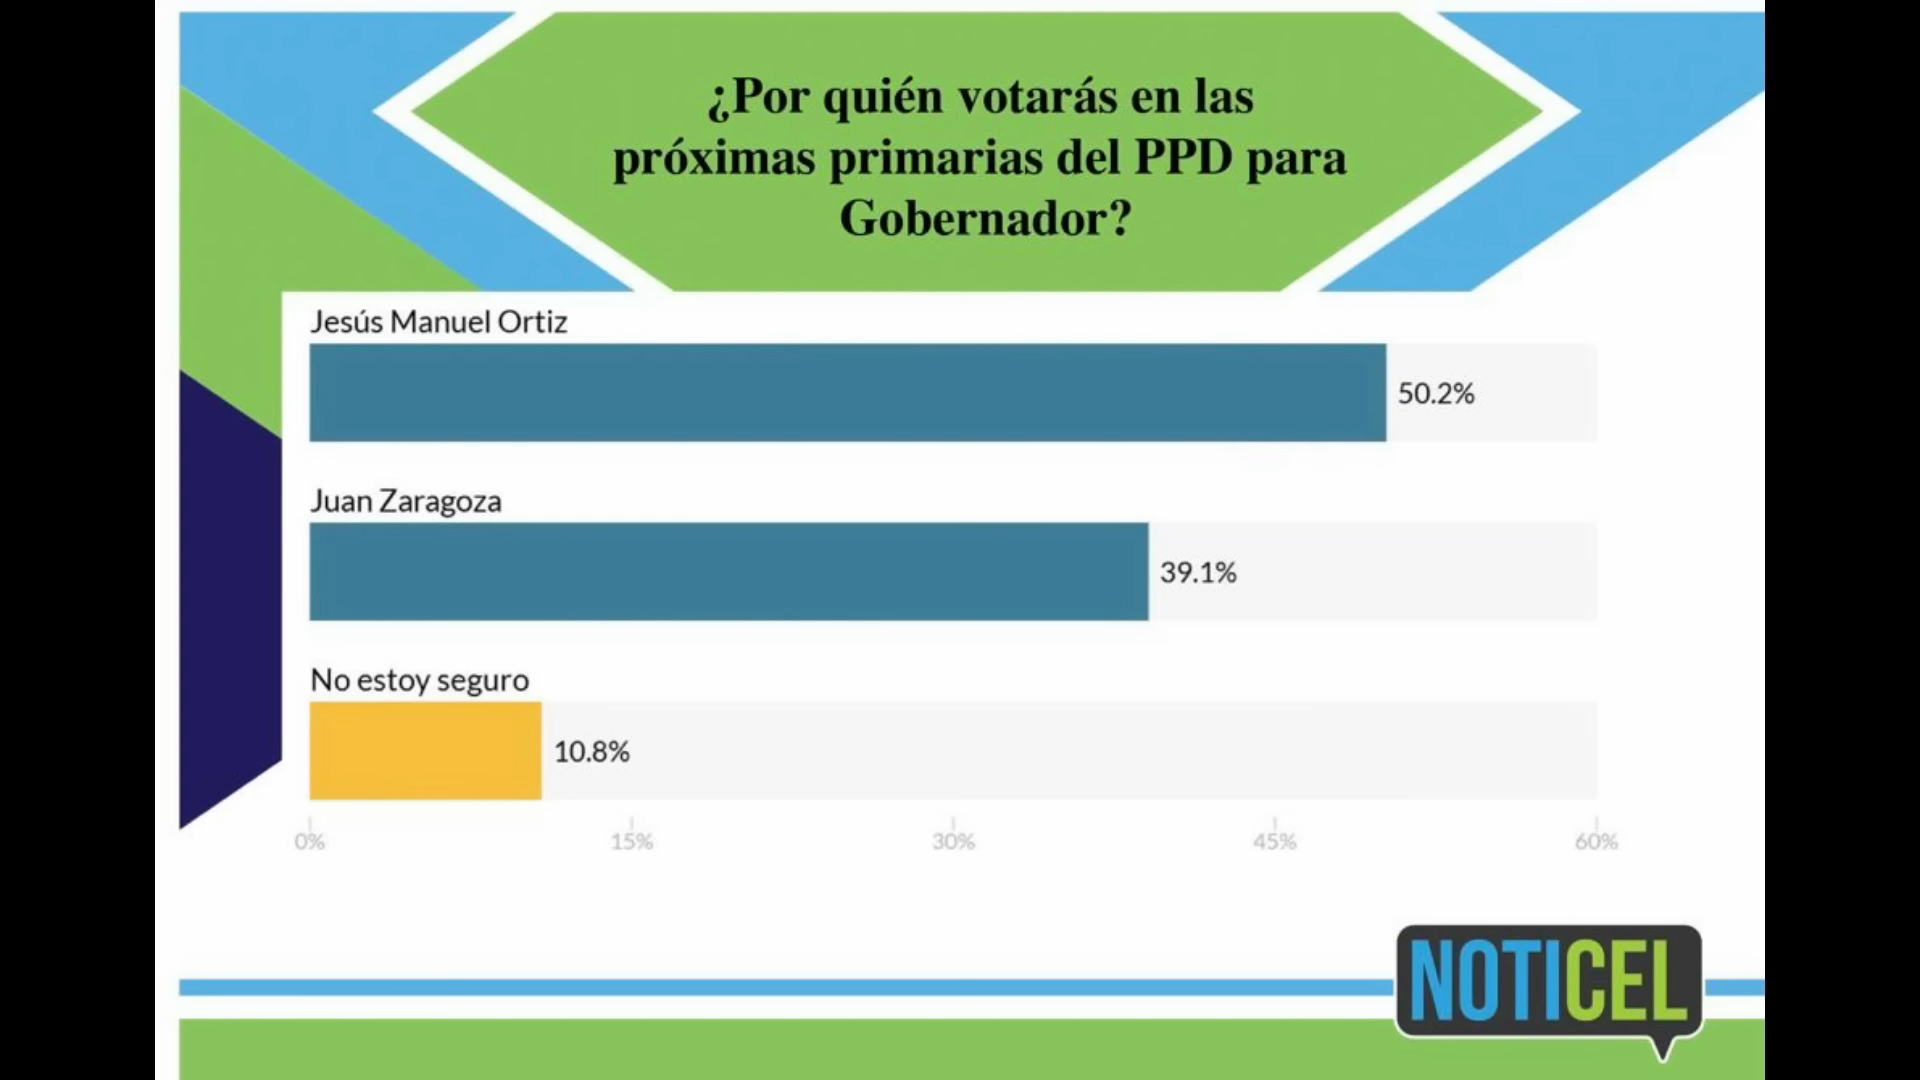 ¿Por quién votarás en las
próximas primarias del PPD para
Gobernador?
Jesús Manuel Ortiz
50.2%
Juan Zaragoza
39.1%
No estoy seguro
10.8%
0% 15% 30% 45% 60%
NOTICEL